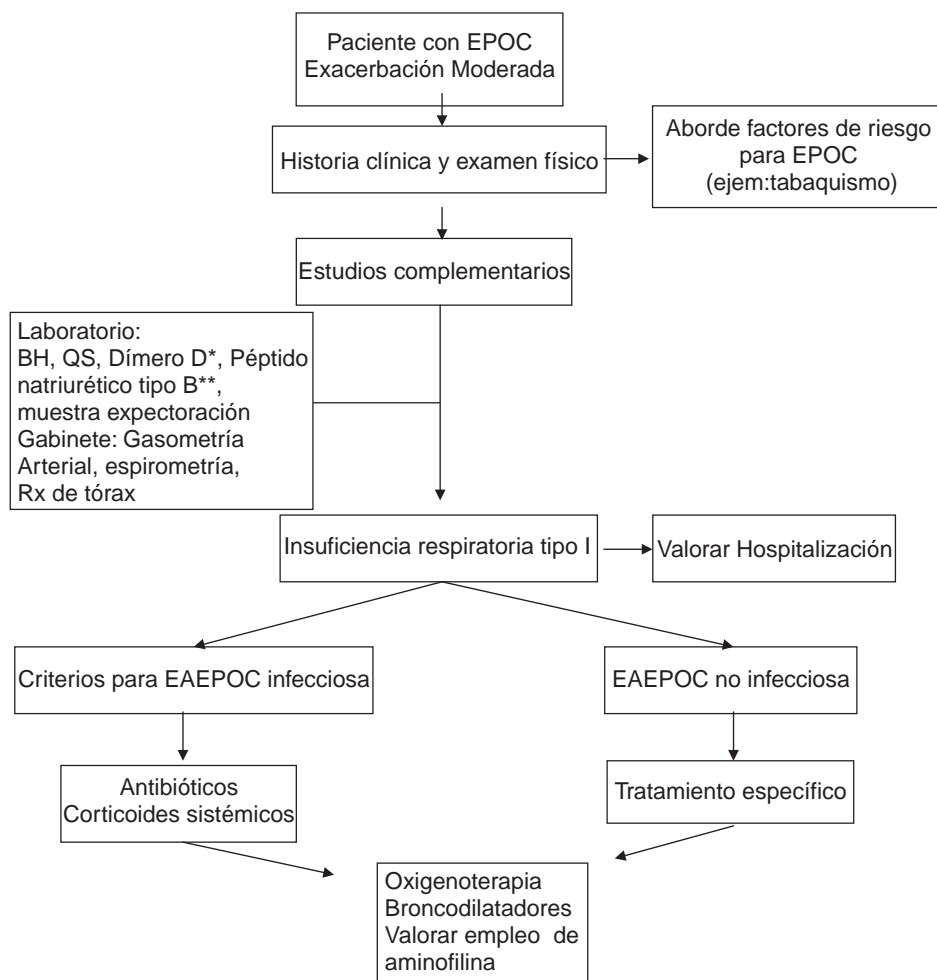 Paciente con EPOC
Exacerbación Moderada
Historia clínica y examen físico
Aborde factores de riesgo
para EPOC
(ejem:tabaquismo)
Estudios complementarios
Laboratorio:
BH, QS, Dímero D*, Péptido
natriurético tipo B**,
muestra expectoración
Gabinete: Gasometría
Arterial, espirometría,
Rx de tórax
Insuficiencia respiratoria tipo I
Valorar Hospitalización
Criterios para EAEPOC infecciosa
EAEPOC no infecciosa
Antibióticos
Corticoides sistémicos
Tratamiento específico
Oxigenoterapia
Broncodilatadores
Valorar empleo de
aminofilina